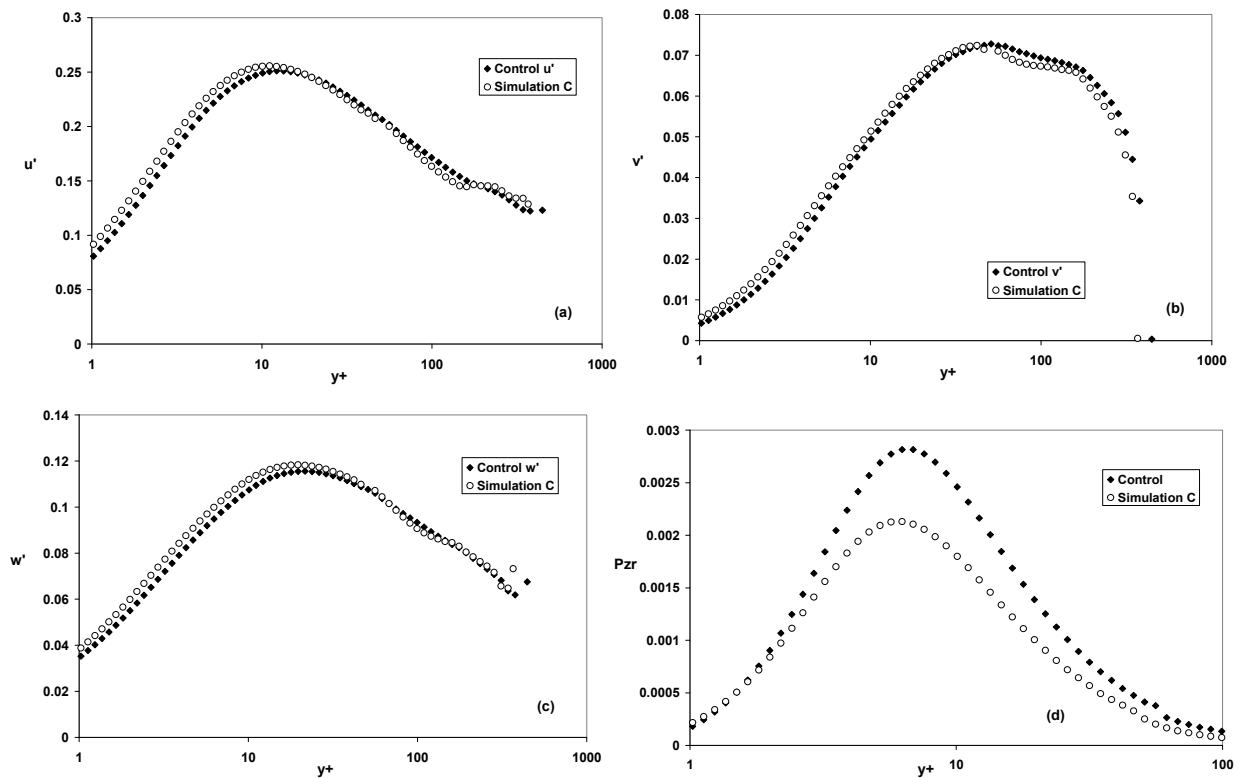 0.3
0.25
0.2
0.15
0.1
0.05
0
u'
1 10 100 1000
y+
Control u'
Simulation C
(a)
0.08
0.07
0.06
0.05
0.04
0.03
0.02
0.01
0
v'
1 10 100 1000
y+
Control v'
Simulation C
(b)
0.14
0.12
0.1
0.08
0.06
0.04
0.02
0
w'
1 10 100 1000
y+
Control w'
Simulation C
(c)
0.003
0.0025
0.002
0.0015
0.001
0.0005
0
Pzr
1 10 100
y+
Control
Simulation C
(d)